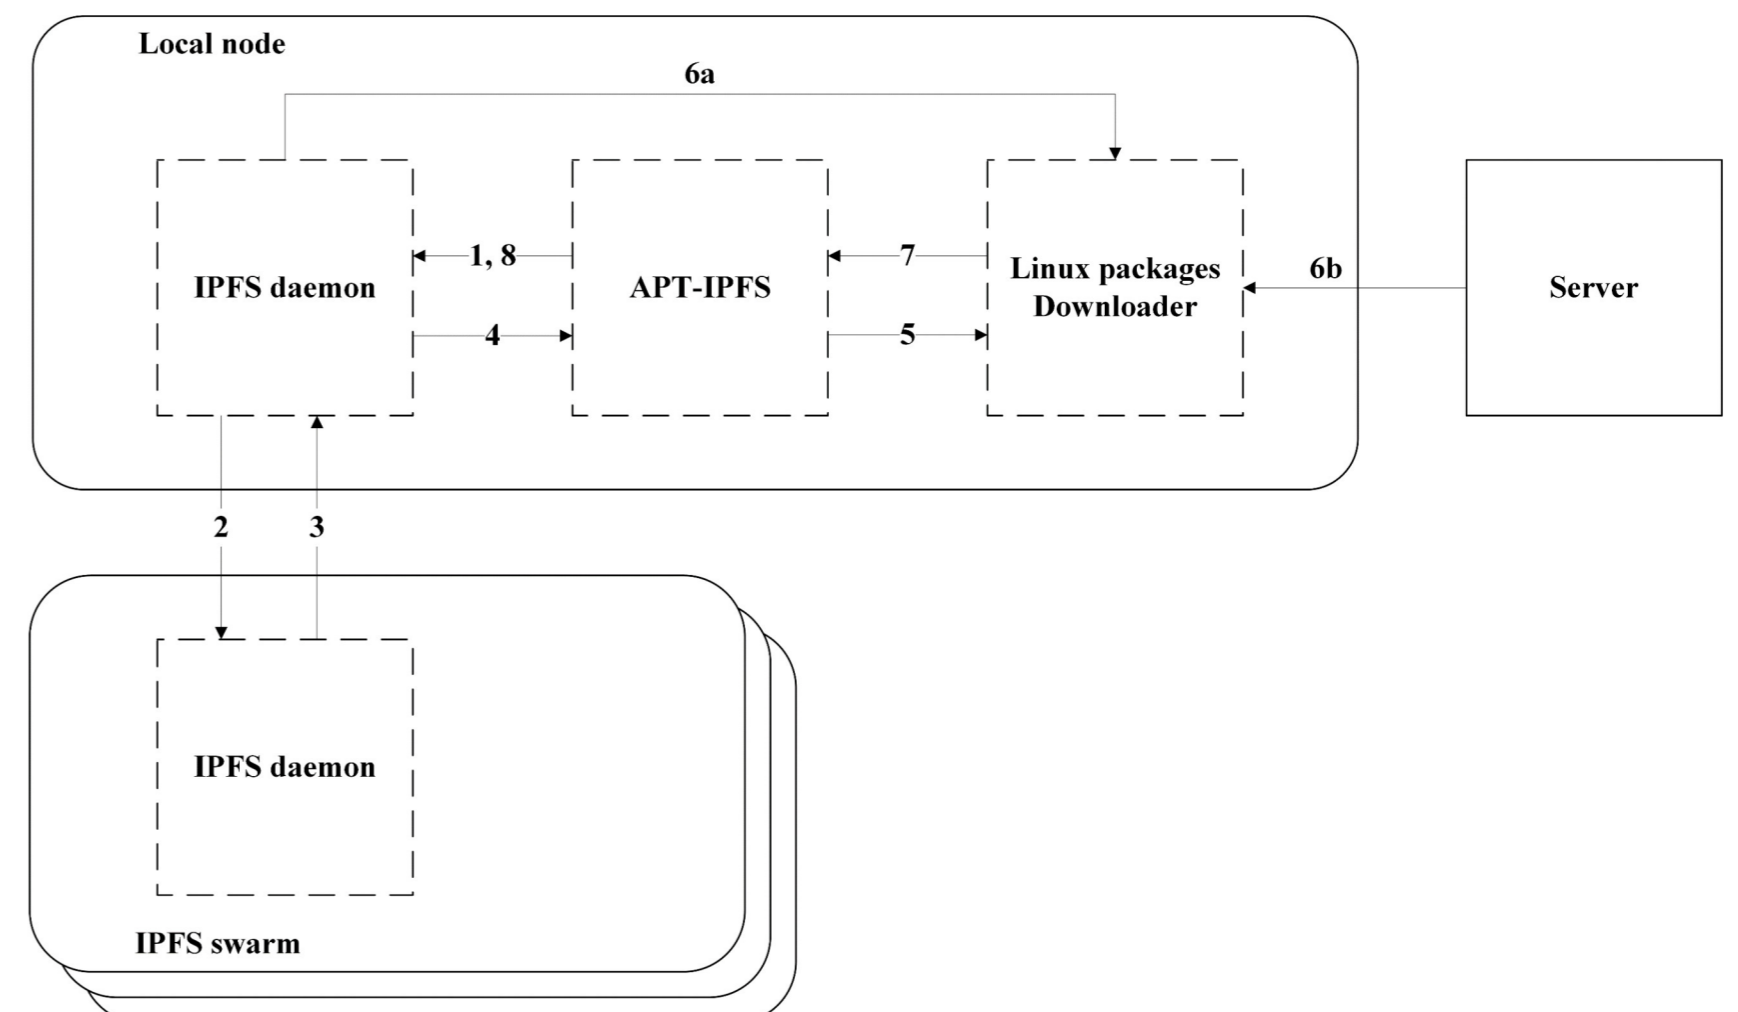 Local node
6a
IPFS daemon
1, 8
4
APT-IPFS
7
5
Linux packages
Downloader
6b
Server
2
3
IPFS daemon
IPFS swarm